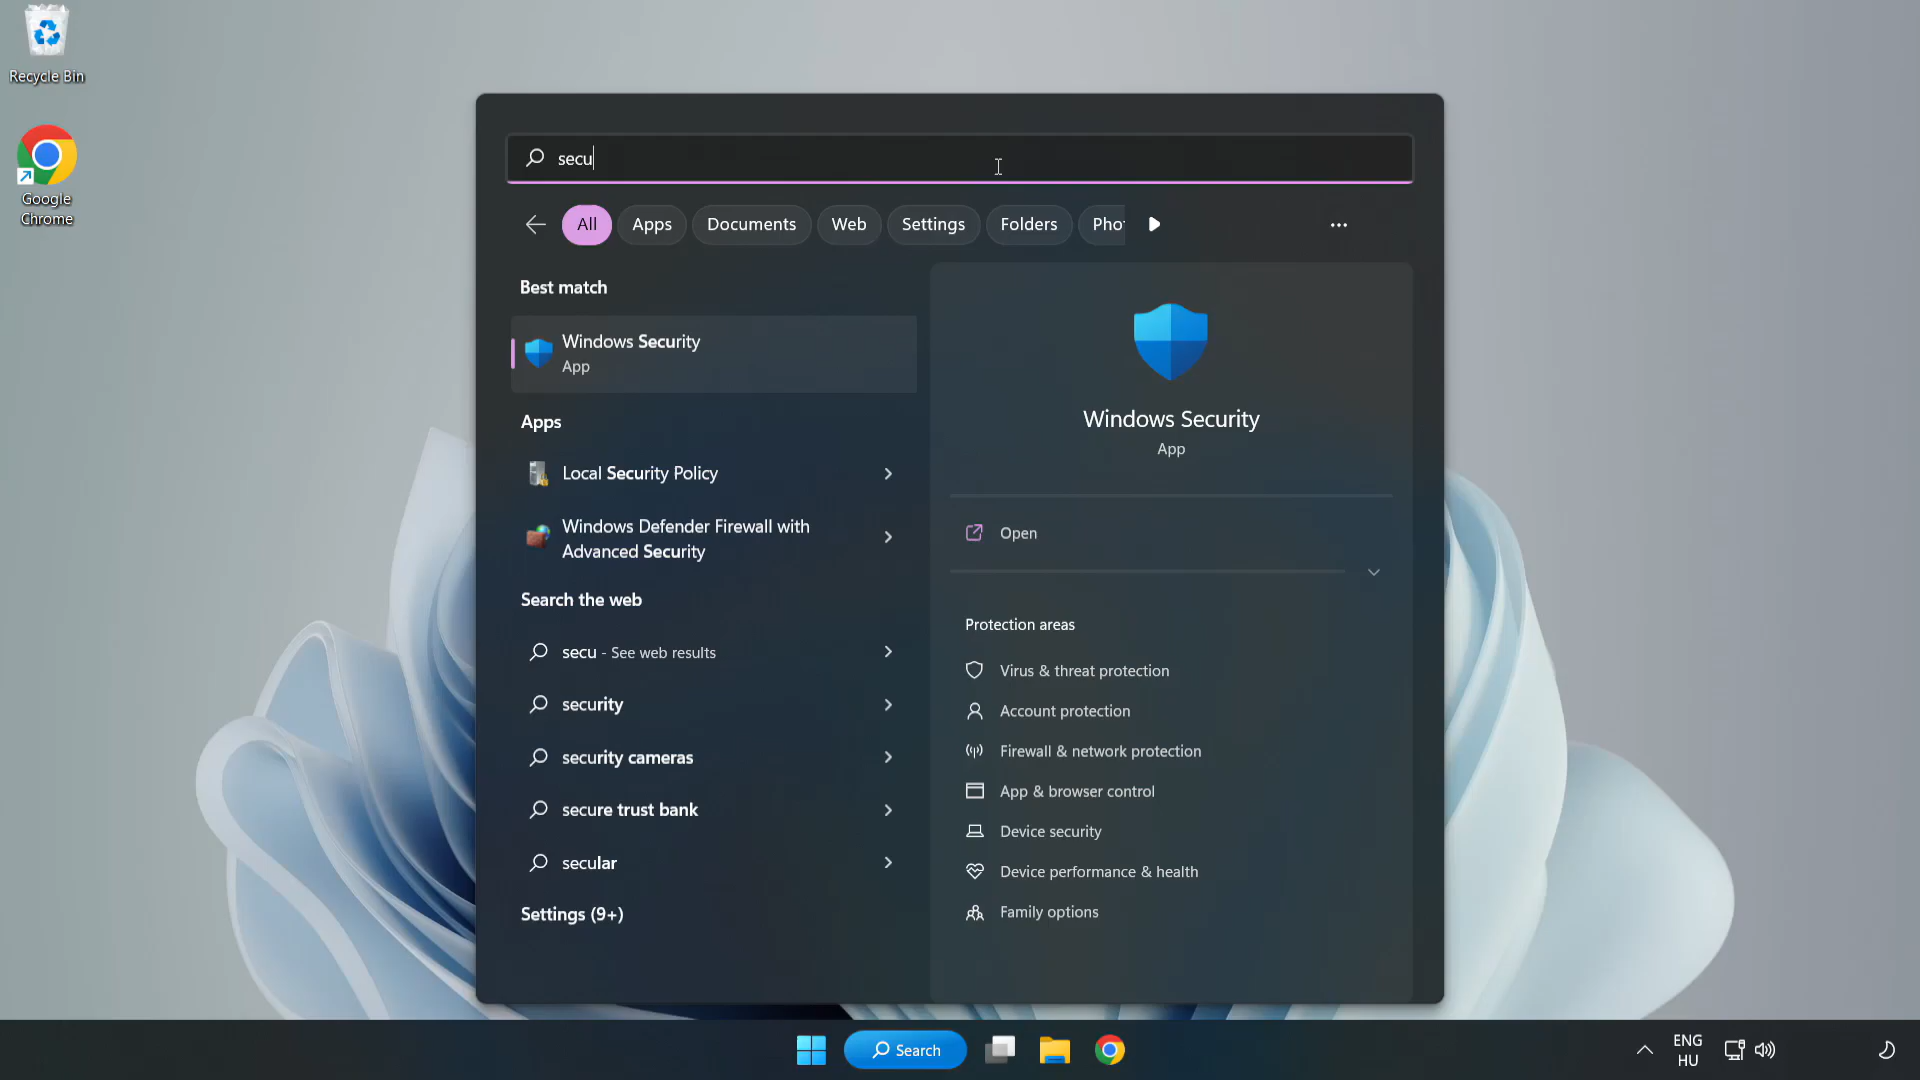 Recycle Bin
Google
Chrome
secu
All
Apps
Documents
Web
Settings
Folders
Best match
Windows Security
App
Apps
Local Security Policy
Windows Defender Firewall with
Advanced Security
Search the web
secu - See web results
security
security cameras
secure trust bank
secular
Settings (9+)
Windows Security
App
Open
Protection areas
Virus & threat protection
Account protection
Firewall & network protection
App & browser control
Device security
Device performance & health
Family options
Search
ENG
HU